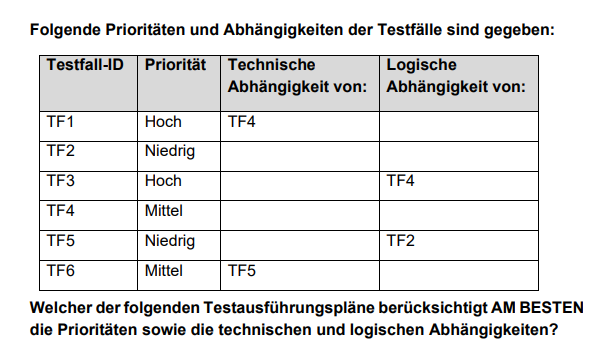 Folgende Prioritäten und Abhängigkeiten der Testfälle sind gegeben:
Testfall-ID Priorität Technische Abhängigkeit von: Logische Abhängigkeit von:
TF1 Hoch TF4
TF2 Niedrig
TF3 Hoch TF4
TF4 Mittel
TF5 Niedrig TF2
TF6 Mittel TF5
Welcher der folgenden Testausführungspläne berücksichtigt AM BESTEN
die Prioritäten sowie die technischen und logischen Abhängigkeiten?